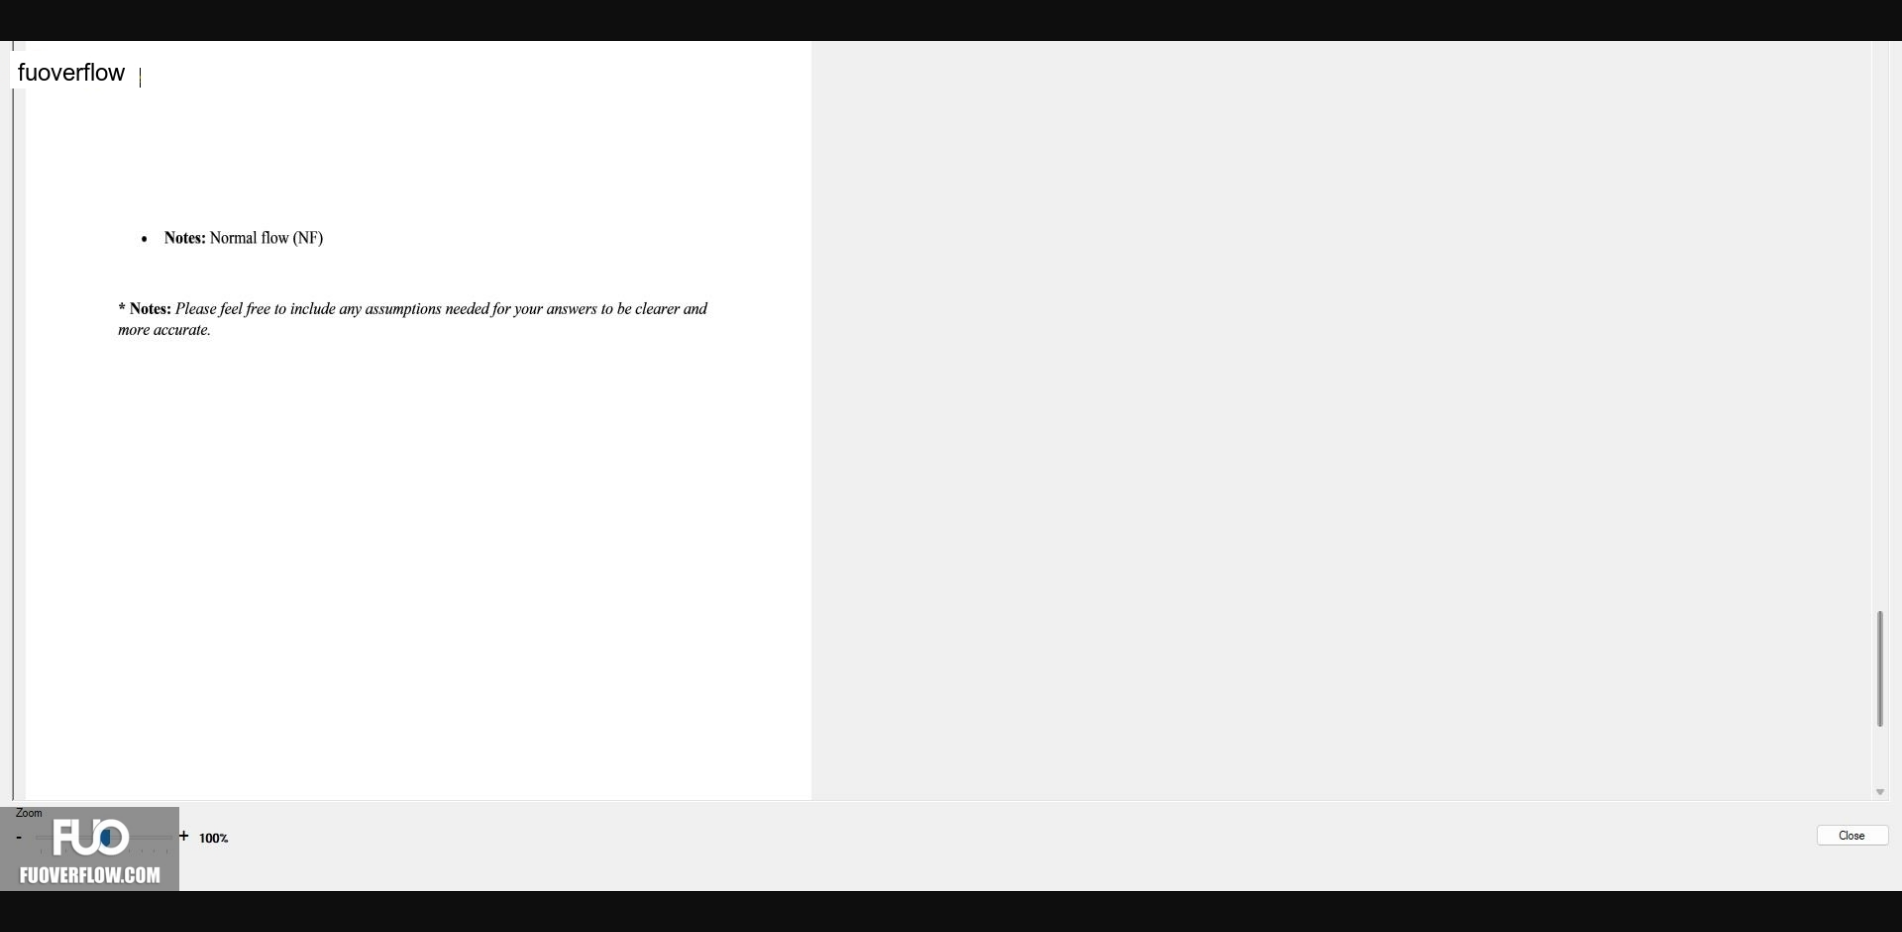 fuoverflow
• Notes: Normal flow (NF)
* Notes: Please feel free to include any assumptions needed for your answers to be clearer and
more accurate.
Zoom
- + 100%
Close
FUO
FUOVERFLOW.COM